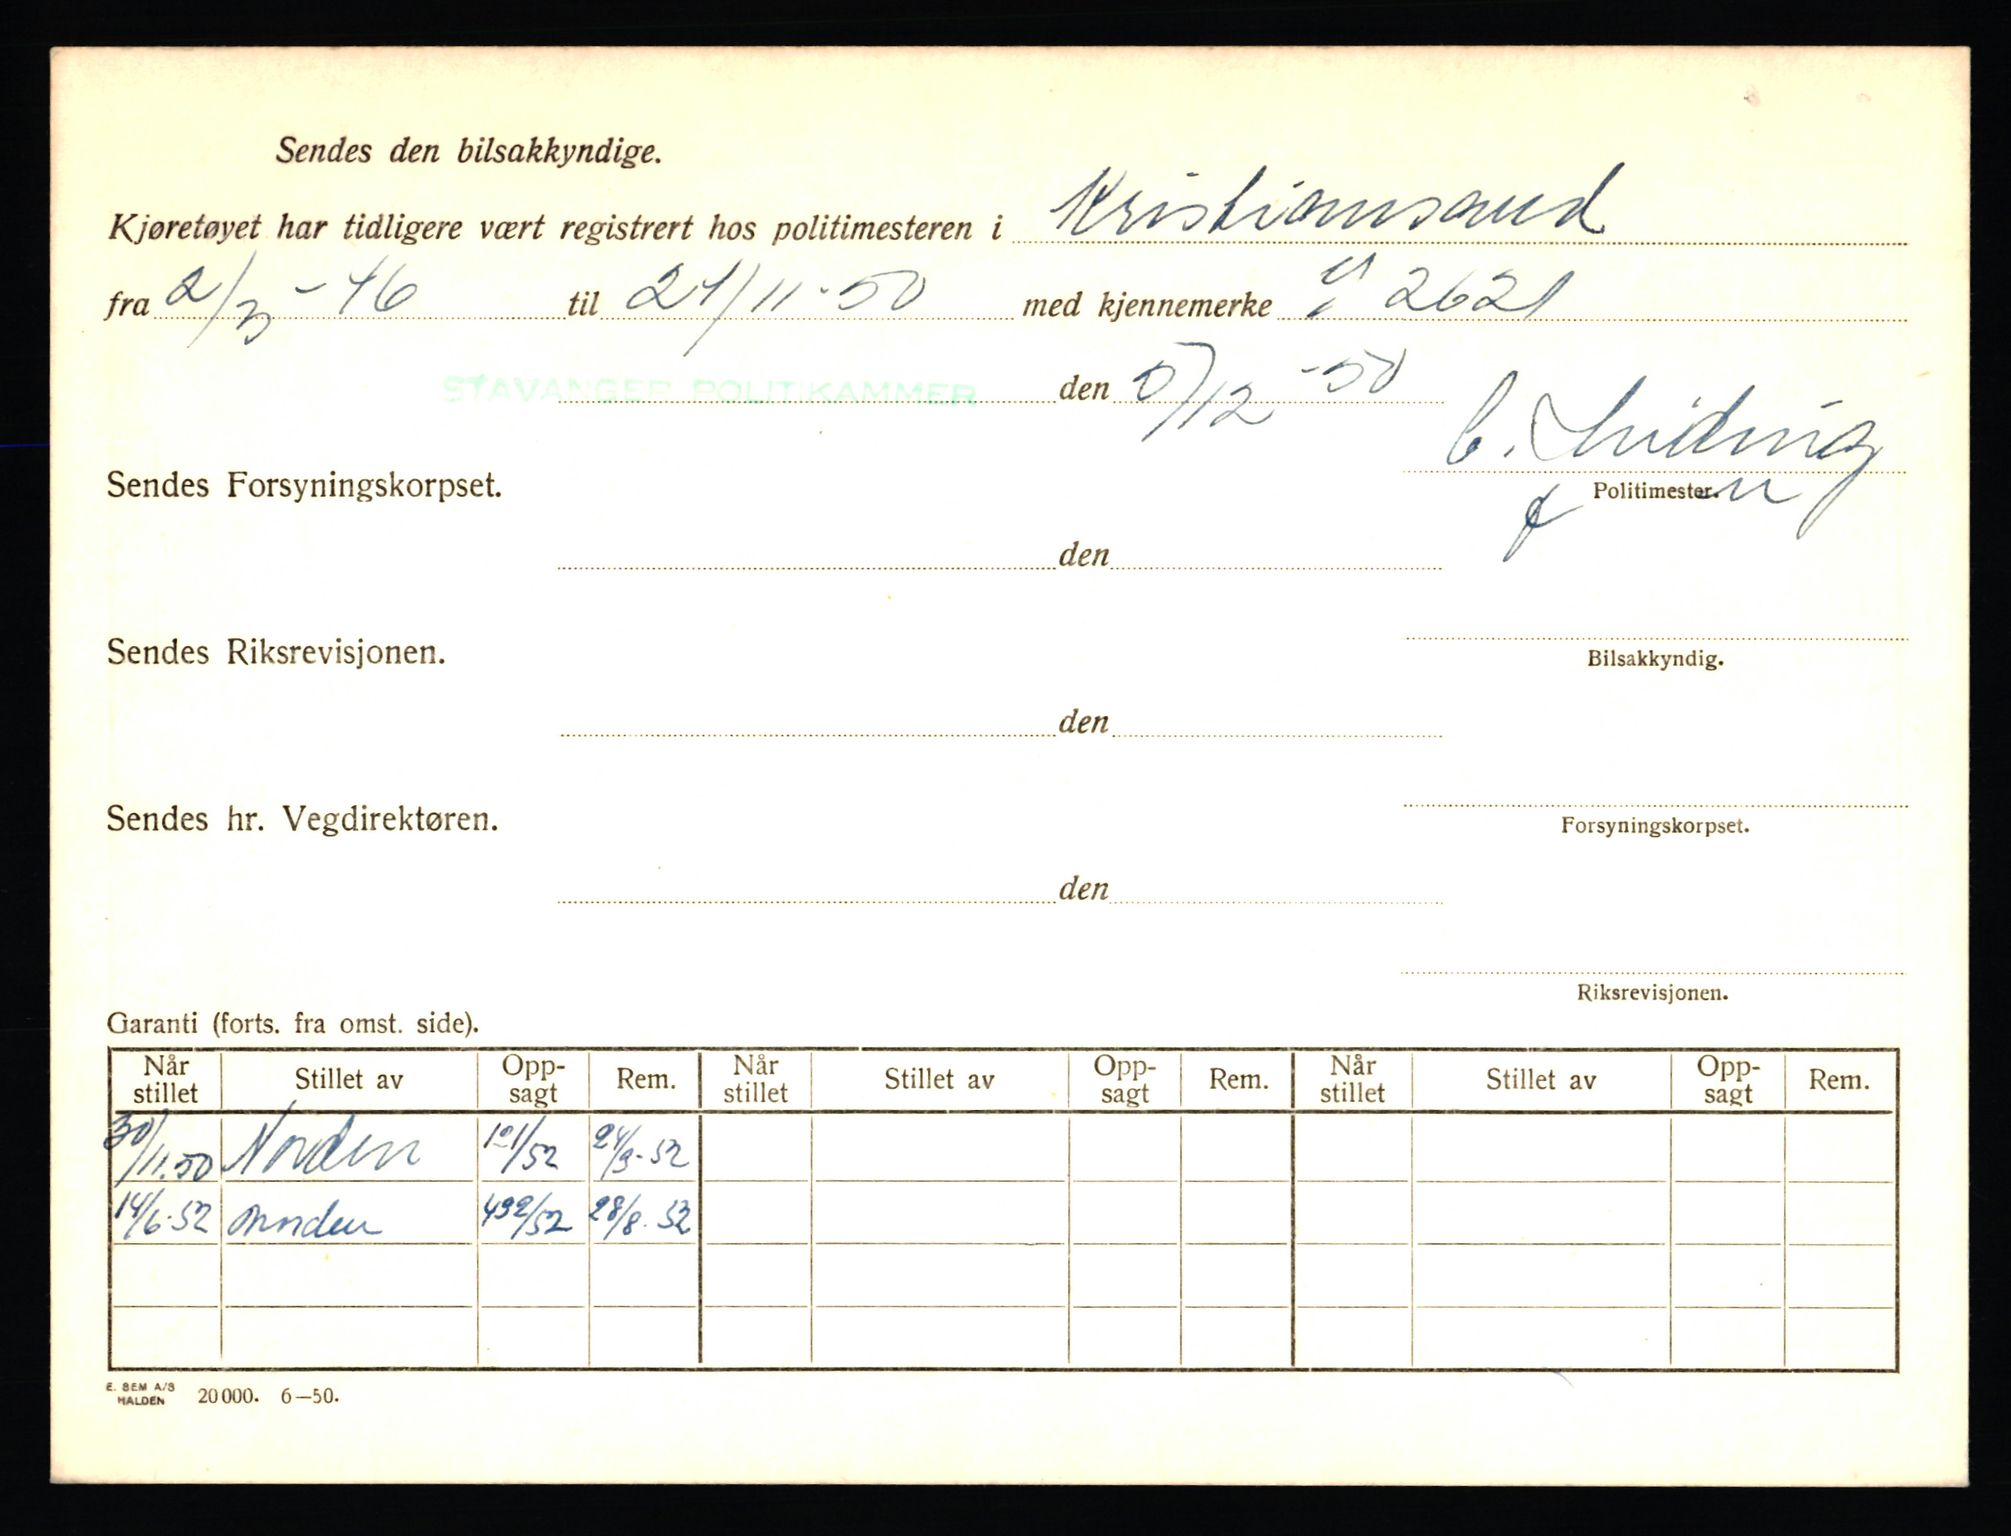 Sendes den bilsakkyndige.
Kjøretøyet har tidligere vært registrert hos politimesteren i Kristiansand
fra 2/3 - 46 til 21/11 - 50 med kjennemerke 2621
STAVANGER POLITIKAMMER den 5/12 - 50
Sendes Forsyningskorpset.
Politimester.
den
Sendes Riksrevisjonen.
Bilsakkyndig.
den
Sendes hr. Vegdirektøren.
Forsyningskorpset.
den
Riksrevisjonen.
Garanti (forts. fra omst. side).
Når stillet Stillet av Opp-sagt Rem. Når stillet Stillet av Opp-sagt Rem. Når stillet Stillet av Opp-sagt Rem.
30/11.50 Norden 101/52 24/3-52
14/6-52 Norden 492/52 28/8-52
E. SEM A/S
HALDEN 20000. 6—50.